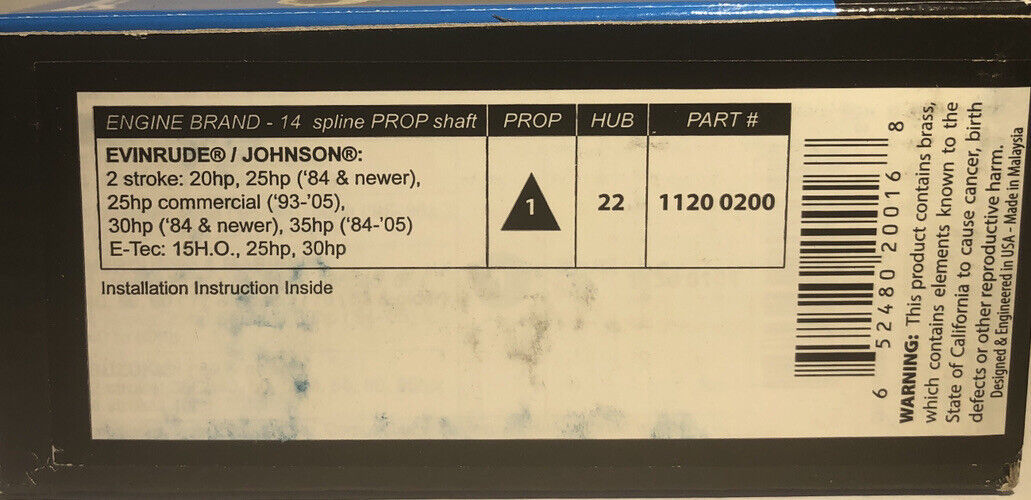 ENGINE BRAND - 14 spline PROP shaft PROP HUB PART #
EVINRUDE® / JOHNSON®:
2 stroke: 20hp, 25hp (‘84 & newer),
25hp commercial (‘93-’05),
30hp (‘84 & newer), 35hp (‘84-’05)
E-Tec: 15H.O., 25hp, 30hp
1
22
1120 0200
Installation Instruction Inside
6 52480 20016 8
WARNING: This product contains brass,
which contains elements known to the
State of California to cause cancer, birth
defects or other reproductive harm.
Designed & Engineered in USA - Made in Malaysia